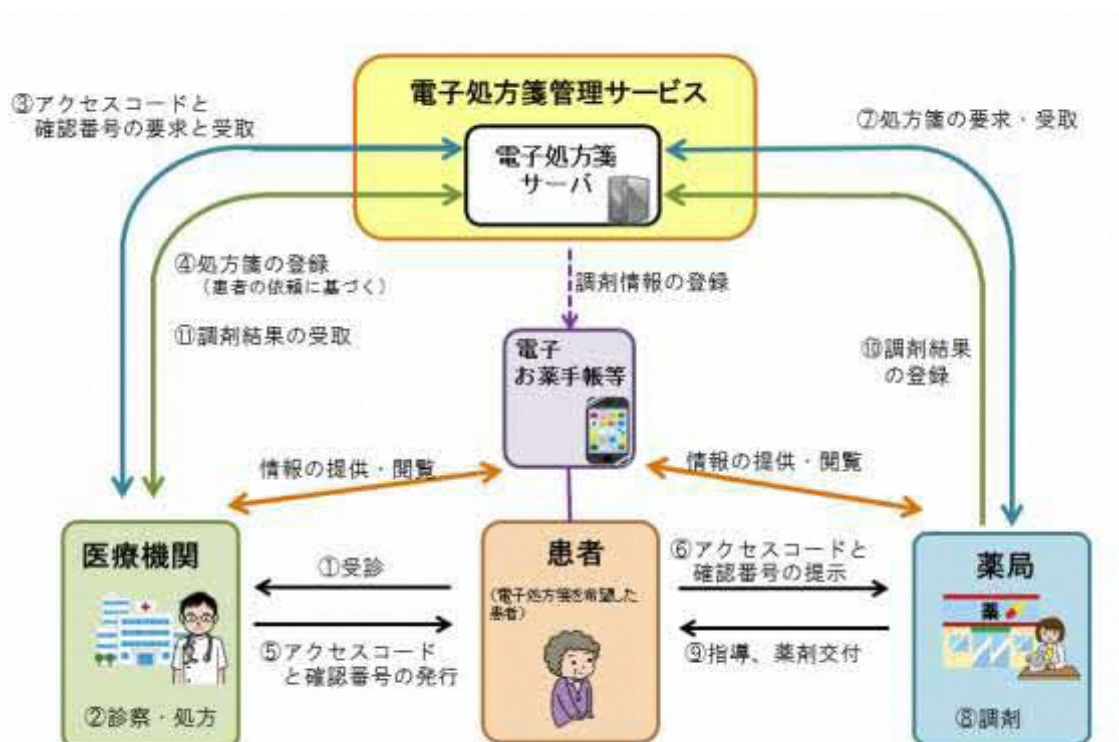 電子処方箋管理サービス
電子処方箋
サーバ
③アクセスコードと
確認番号の要求と受取
⑦処方箋の要求・受取
④処方箋の登録
(患者の依頼に基づく)
⑪調剤結果の受取
調剤情報の登録
電子
お薬手帳等
⑩調剤結果
の登録
情報の提供・閲覧
情報の提供・閲覧
医療機関
②診察・処方
①受診
⑤アクセスコード
と確認番号の発行
患者
(電子処方箋を希望した
患者)
⑥アクセスコードと
確認番号の提示
⑨指導、薬剤交付
薬局
薬
⑧調剤